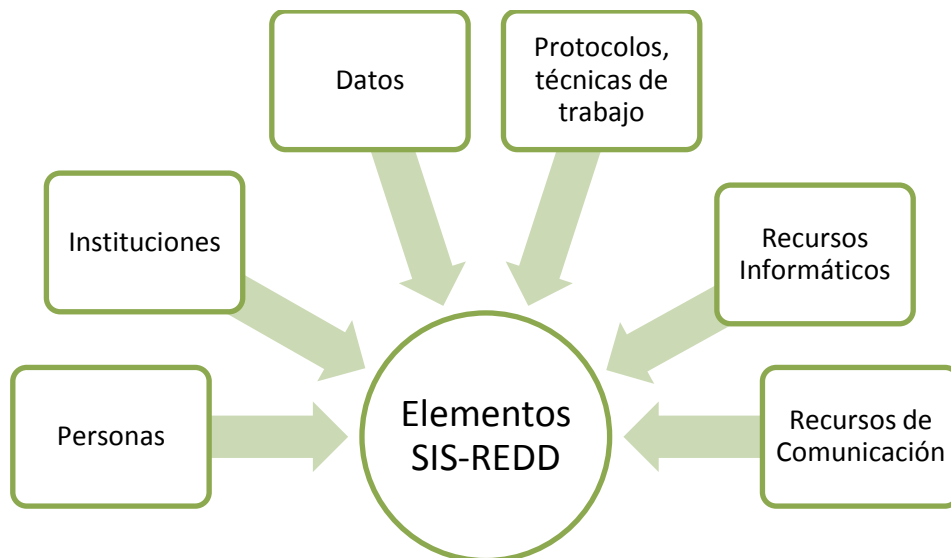 Datos
Protocolos,
técnicas de
trabajo
Instituciones
Recursos
Informáticos
Personas
Elementos
SIS-REDD
Recursos de
Comunicación